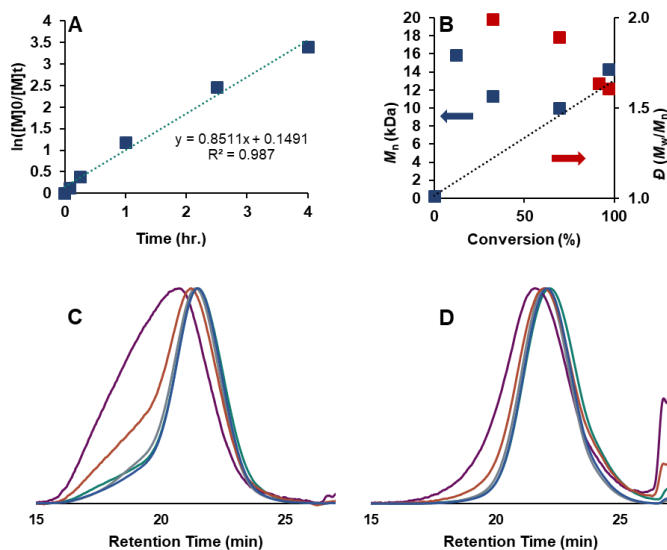 A
4
3.5
3
2.5
2
1.5
1
0.5
0
ln([M]0/[M]t)
y = 0.8511x + 0.1491
R² = 0.987
0
1
2
3
4
Time (hr.)
B
20
18
16
14
12
10
8
6
4
2
0
Mn (kDa)
2.0
1.5
1.0
Đ (Mw/Mn)
0
50
100
Conversion (%)
C
15
20
25
Retention Time (min)
D
15
20
25
Retention Time (min)